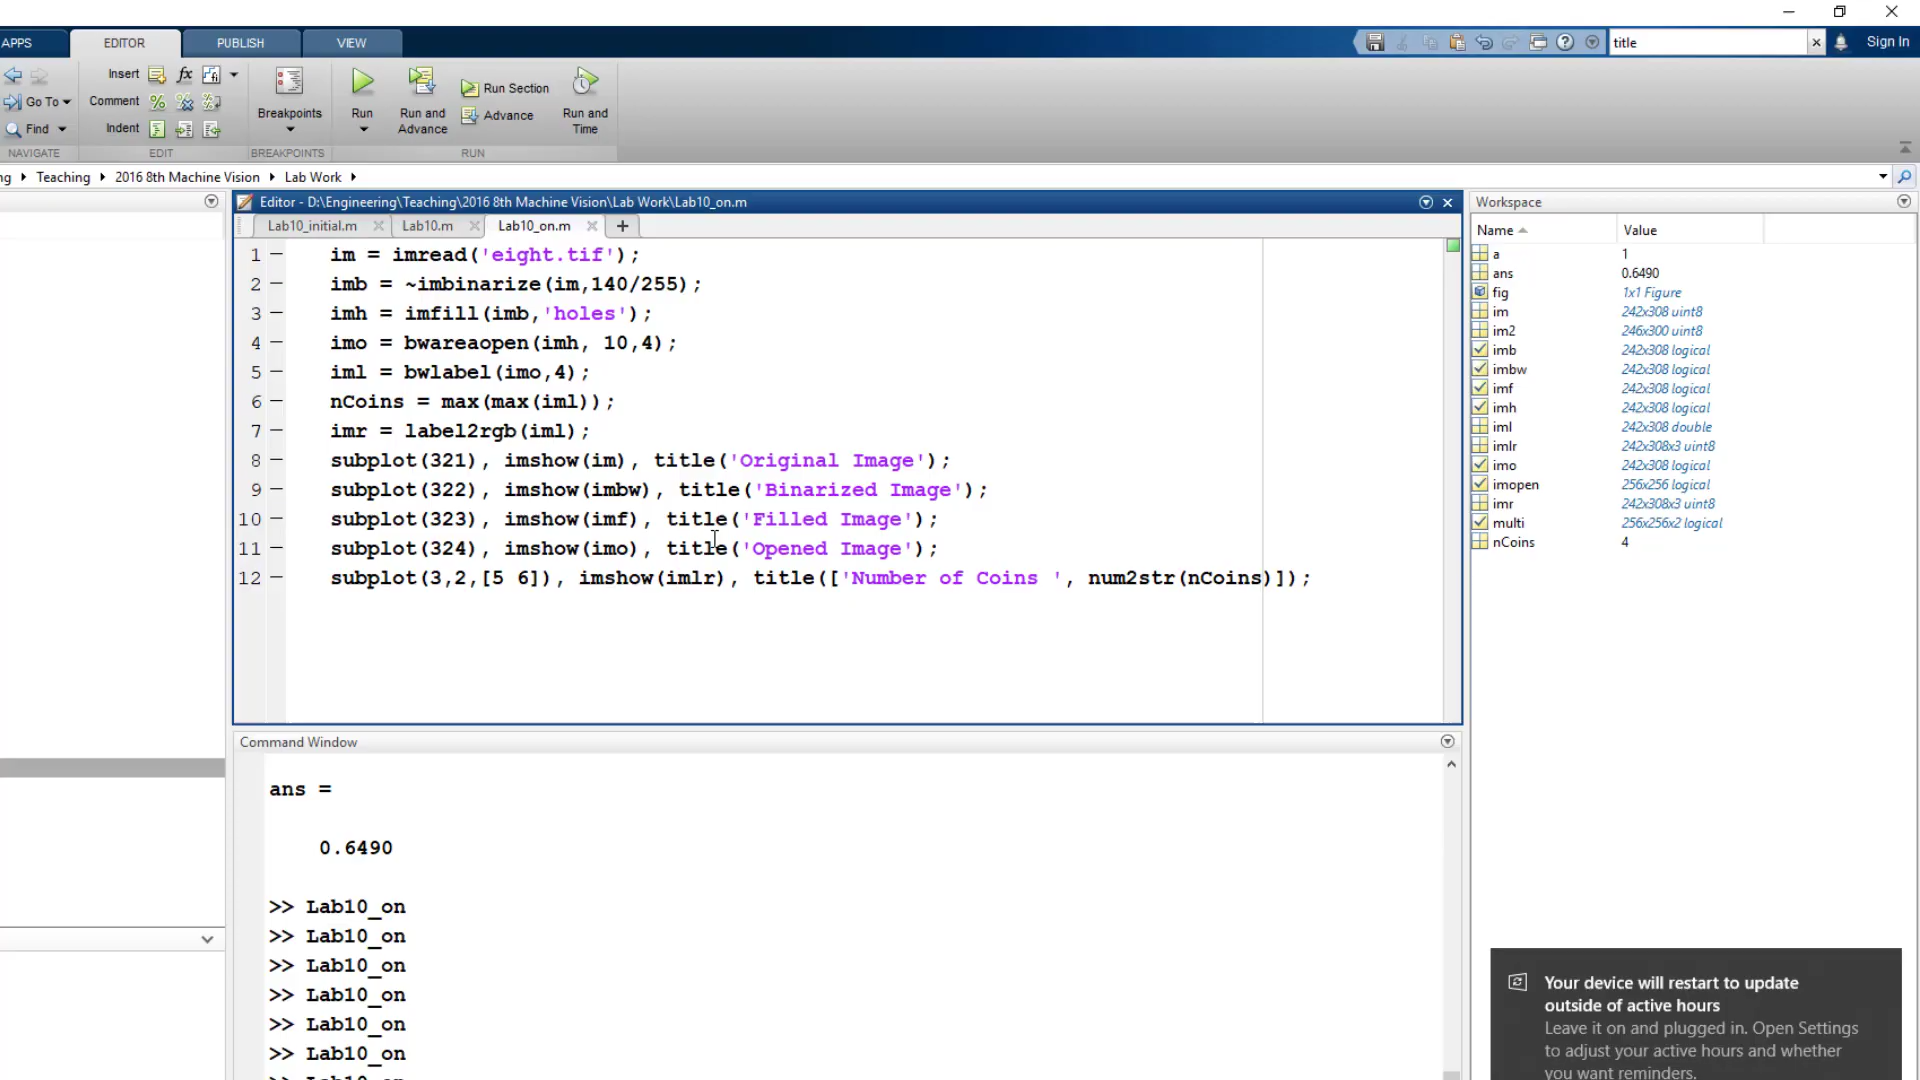 title
Sign In
APPS
EDITOR
PUBLISH
VIEW
Insert
fx
Go To
Comment
Find
Indent
Breakpoints
Run
Run and
Advance
Run Section
Advance
Run and
Time
NAVIGATE
EDIT
BREAKPOINTS
RUN
ng
Teaching
2016 8th Machine Vision
Lab Work
Editor - D:\Engineering\Teaching\2016 8th Machine Vision\Lab Work\Lab10_on.m
Lab10_initial.m
Lab10.m
Lab10_on.m
1 im = imread('eight.tif');
2 imb = ~imbinarize(im,140/255);
3 imh = imfill(imb,'holes');
4 imo = bwareaopen(imh, 10,4);
5 iml = bwlabel(imo,4);
6 nCoins = max(max(iml));
7 imr = label2rgb(iml);
8 subplot(321), imshow(im), title('Original Image');
9 subplot(322), imshow(imbw), title('Binarized Image');
10 subplot(323), imshow(imf), title('Filled Image');
11 subplot(324), imshow(imo), title('Opened Image');
12 subplot(3,2,[5 6]), imshow(imlr), title(['Number of Coins ', num2str(nCoins)]);
Command Window
ans =
0.6490
>> Lab10_on
>> Lab10_on
>> Lab10_on
>> Lab10_on
>> Lab10_on
>> Lab10_on
>> Lab10_on
Workspace
Name Value
a 1
ans 0.6490
fig 1x1 Figure
im 242x308 uint8
im2 246x300 uint8
imb 242x308 logical
imbw 242x308 logical
imf 242x308 logical
imh 242x308 logical
iml 242x308 double
imlr 242x308x3 uint8
imo 242x308 logical
imopen 256x256 logical
imr 242x308x3 uint8
multi 256x256x2 logical
nCoins 4
Your device will restart to update
outside of active hours
Leave it on and plugged in. Open Settings
to adjust your active hours and whether
you want reminders.